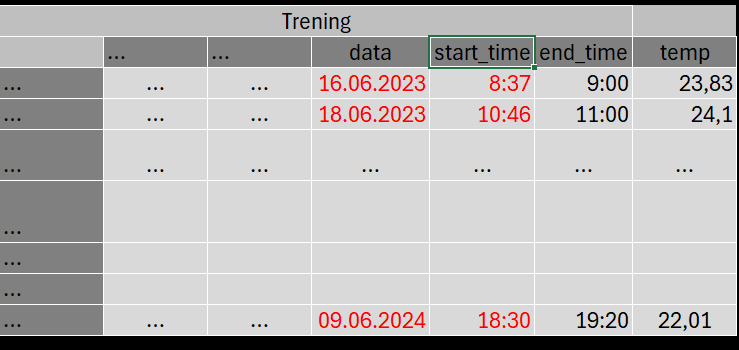 Trening
... ... data start_time end_time temp
... ... ... 16.06.2023 8:37 9:00 23,83
... ... ... 18.06.2023 10:46 11:00 24,1
... ... ... ... ... ... ...
...
...
...
... ... ... 09.06.2024 18:30 19:20 22,01